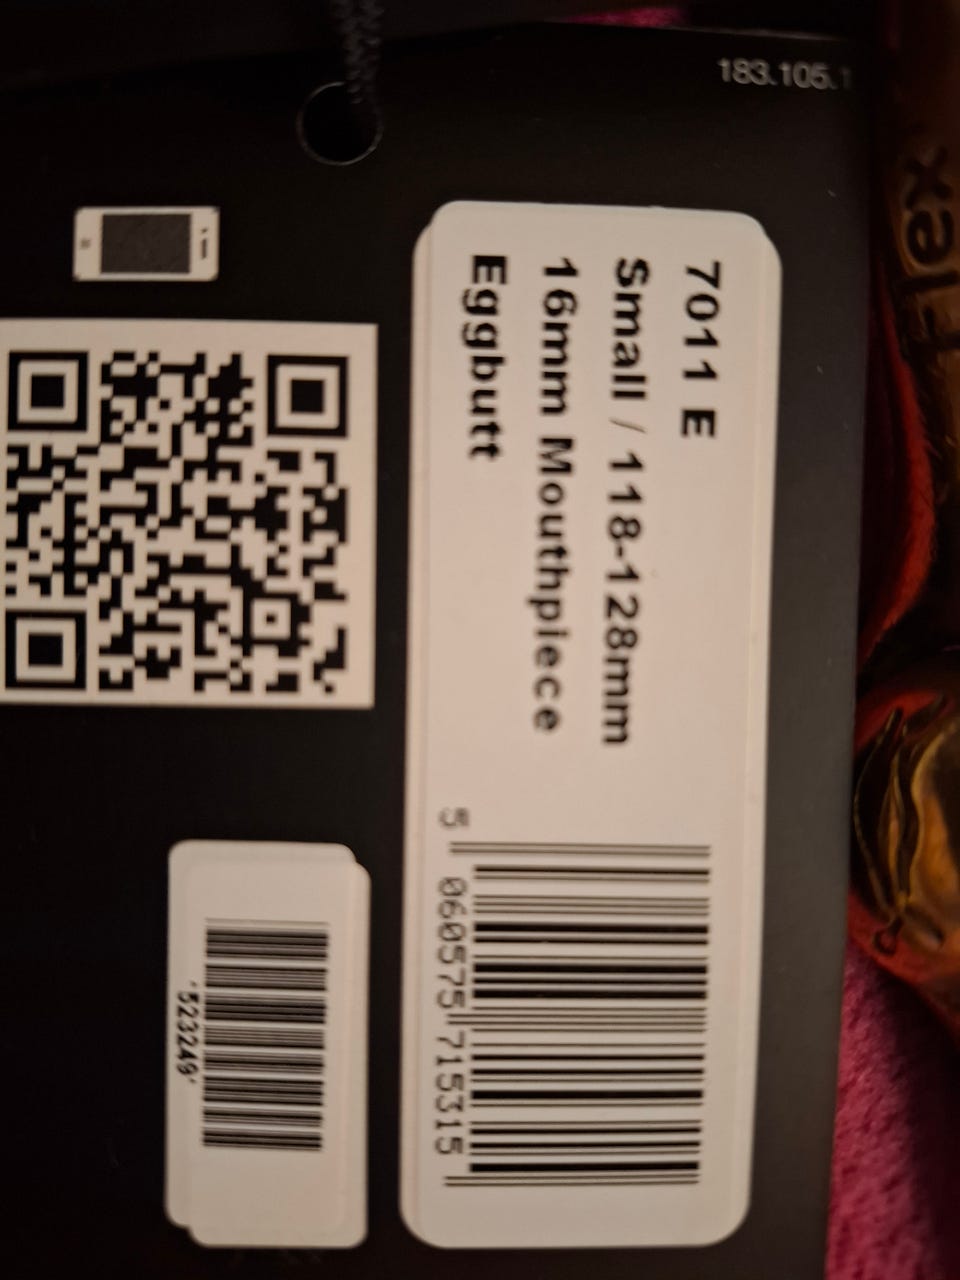 183.105.1
7011 E
Small / 118-128mm
16mm Mouthpiece
Eggbutt
5 060575 715315
'523249'